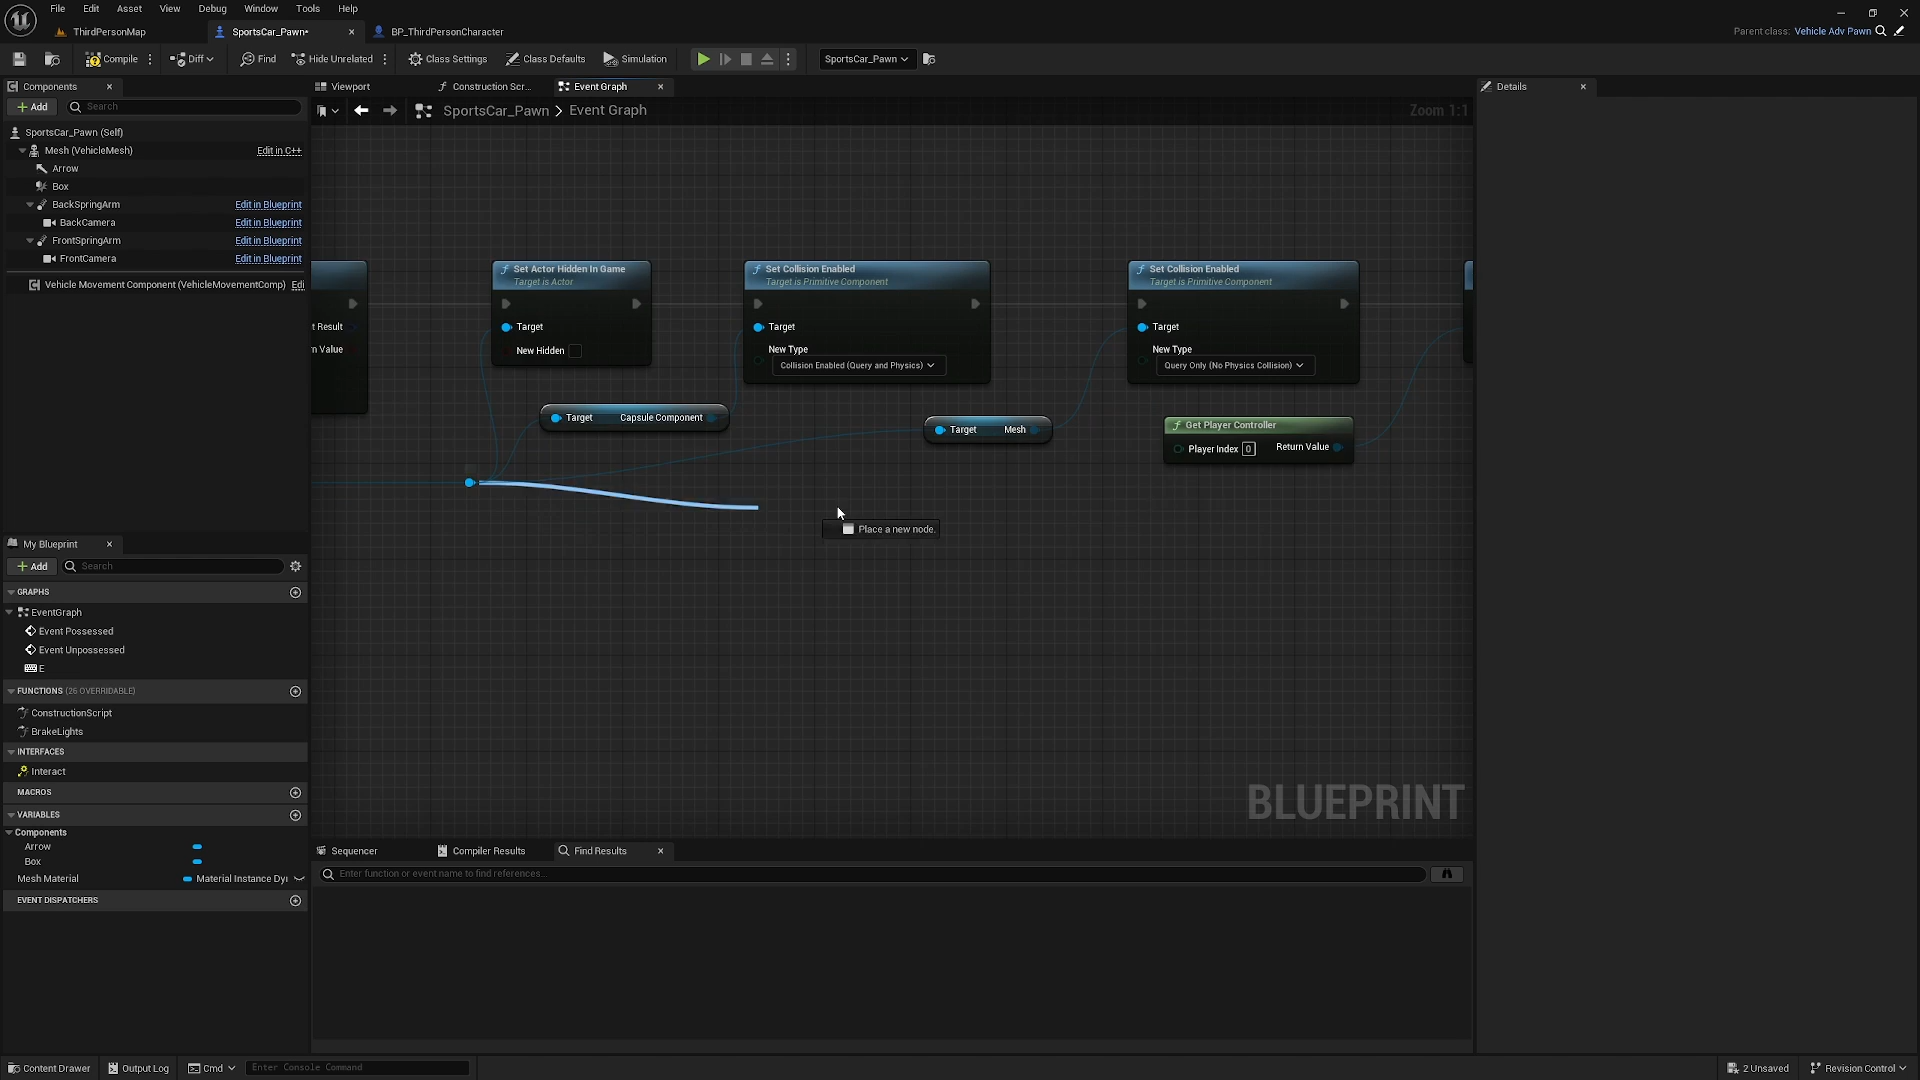 File Edit Asset View Window Debug Tools Help
ThirdPersonMap SportsCar_Pawn• BP_ThirdPersonCharacter
Parent class: Vehicle Adv Pawn
Compile Diff Find Hide Unrelated Class Settings Class Defaults Simulation SportsCar_Pawn
Components
Add Search
SportsCar_Pawn (Self)
Mesh (VehicleMesh) Edit in C++
Arrow
Box
BackSpringArm Edit in Blueprint
BackCamera Edit in Blueprint
FrontSpringArm Edit in Blueprint
FrontCamera Edit in Blueprint
Vehicle Movement Component (VehicleMovementComp) Edi
Viewport Construction Scr... Event Graph
SportsCar_Pawn > Event Graph
Zoom 1:1
t Result
n Value
Set Actor Hidden In Game
Target is Actor
Target
New Hidden
Set Collision Enabled
Target is Primitive Component
Target
New Type
Collision Enabled (Query and Physics)
Set Collision Enabled
Target is Primitive Component
Target
New Type
Query Only (No Physics Collision)
Target Capsule Component
Target Mesh
Get Player Controller
Player Index 0 Return Value
Place a new node.
BLUEPRINT
My Blueprint
Add Search
GRAPHS
EventGraph
Event Possessed
Event Unpossessed
E
FUNCTIONS (26 OVERRIDABLE)
ConstructionScript
BrakeLights
INTERFACES
Interact
MACROS
VARIABLES
Components
Arrow
Box
Mesh Material Material Instance Dyı
EVENT DISPATCHERS
Sequencer Compiler Results Find Results
Enter function or event name to find references...
Details
Content Drawer Output Log Cmd Enter Console Command
2 Unsaved Revision Control